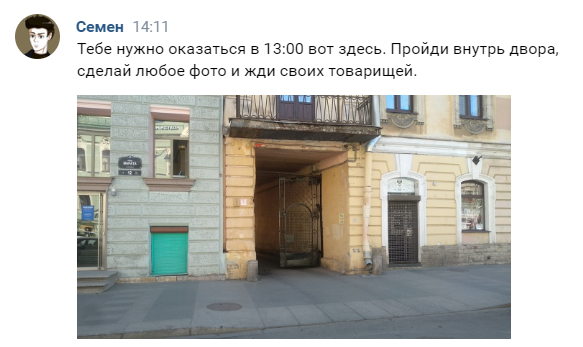 Семен 14:11
Тебе нужно оказаться в 13:00 вот здесь. Пройди внутрь двора,
сделай любое фото и жди своих товарищей.